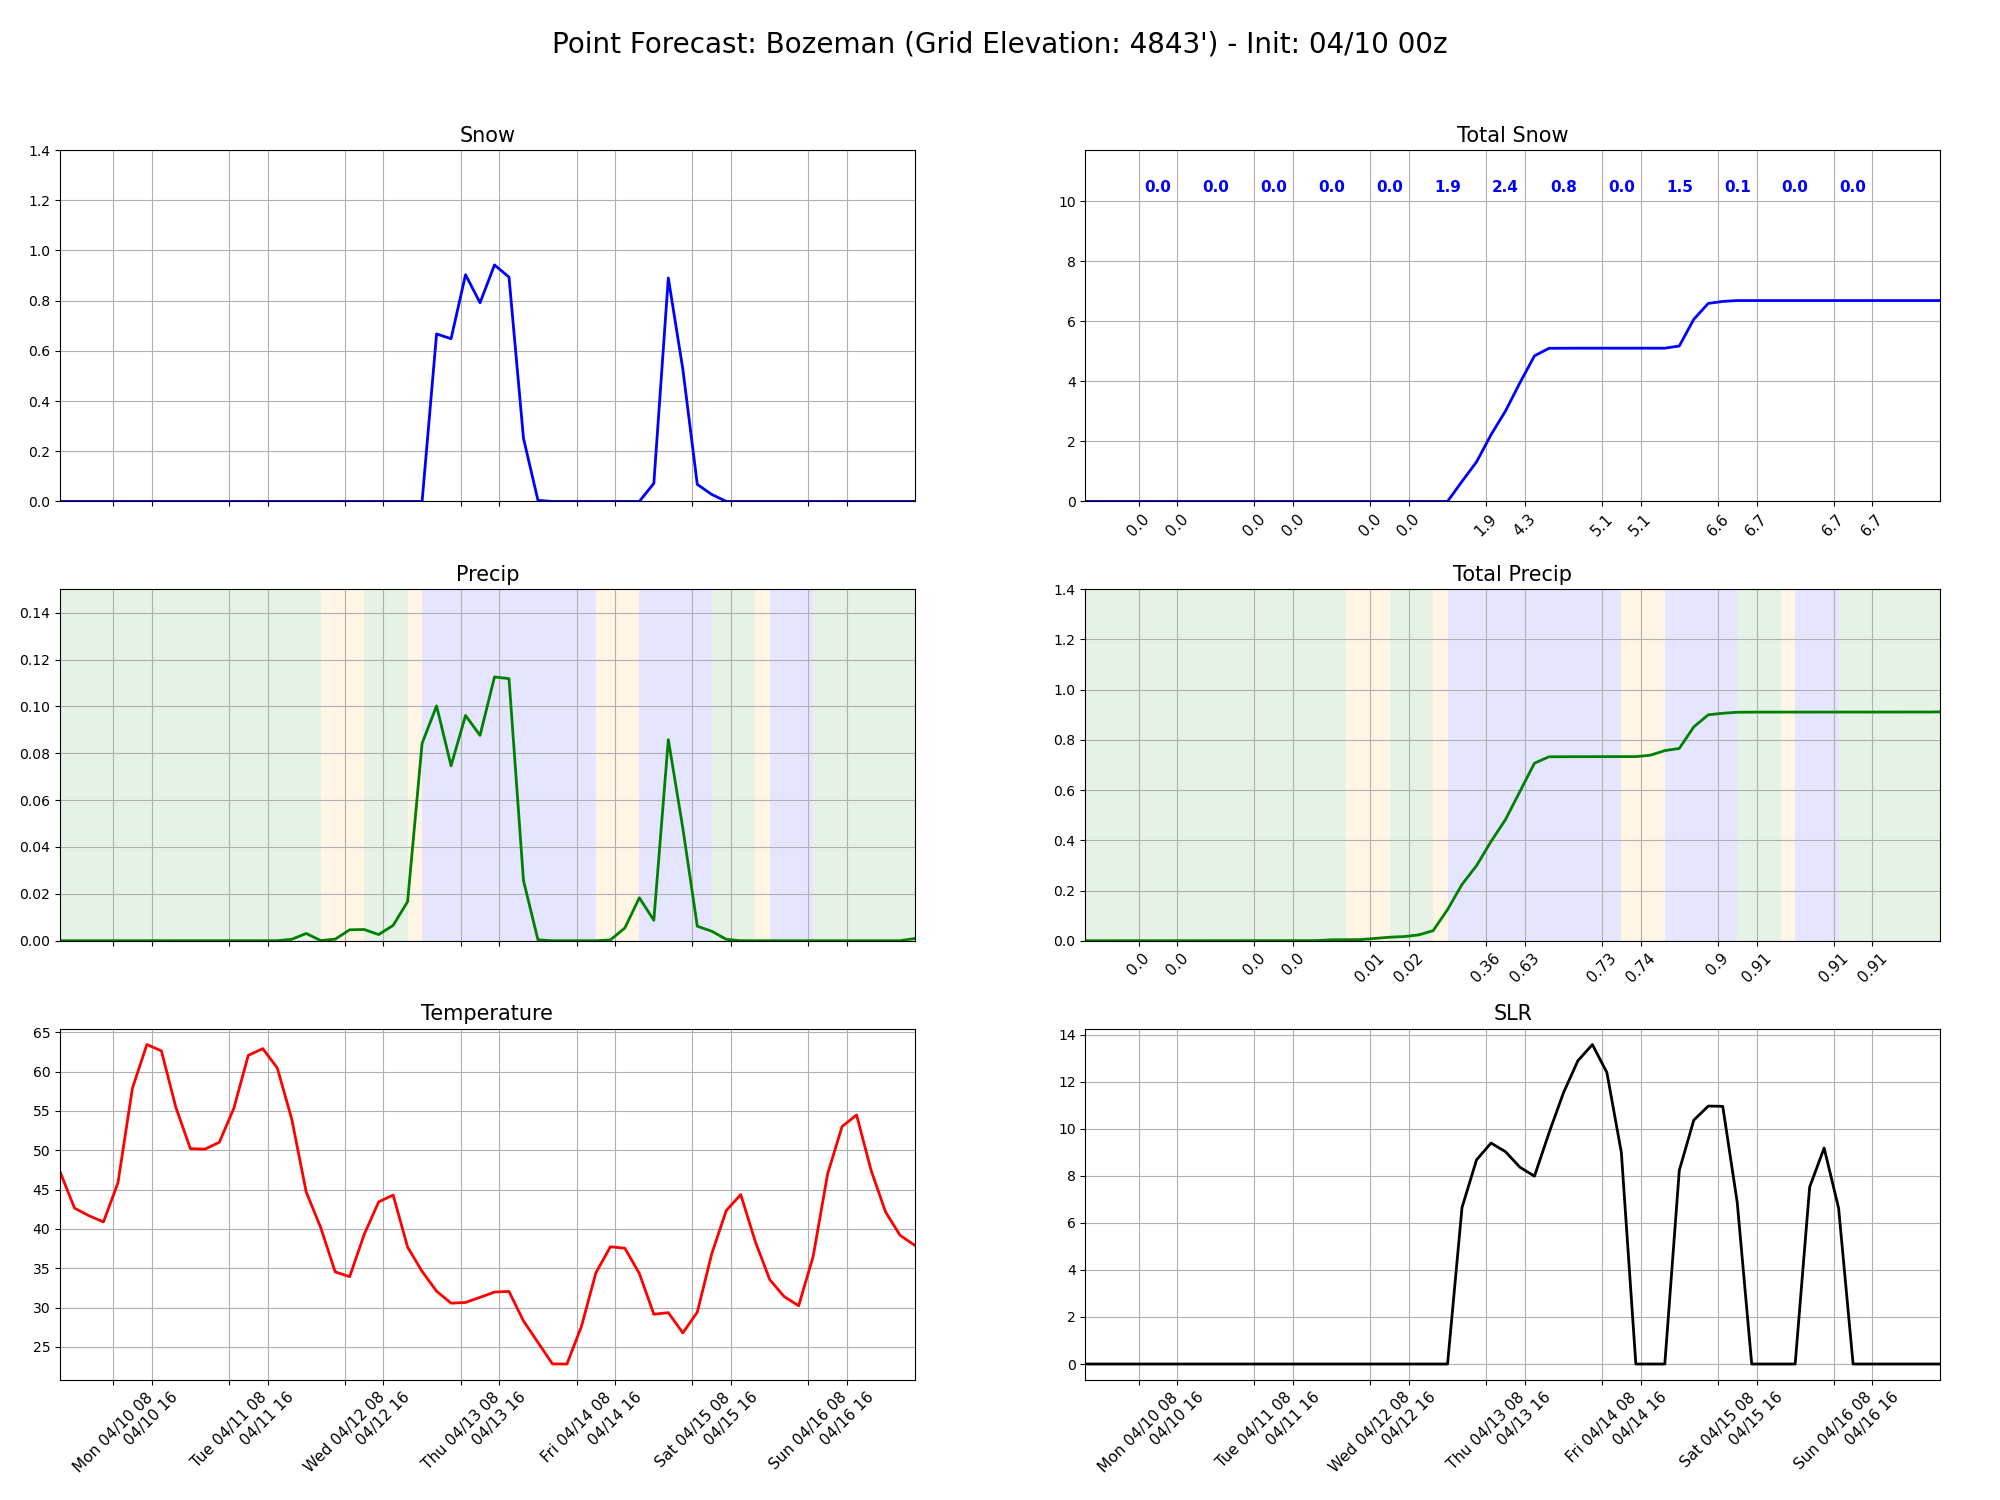 Point Forecast: Bozeman (Grid Elevation: 4843') - Init: 04/10 00z
Snow
1.4
1.2
1.0
0.8
0.6
0.4
0.2
0.0
Total Snow
0.0 0.0 0.0 0.0 0.0 1.9 2.4 0.8 0.0 1.5 0.1 0.0 0.0
10
8
6
4
2
0
0.0 0.0 0.0 0.0 0.0 0.0 1.9 4.3 5.1 5.1 6.6 6.7 6.7 6.7
Precip
0.14
0.12
0.10
0.08
0.06
0.04
0.02
0.00
Total Precip
1.4
1.2
1.0
0.8
0.6
0.4
0.2
0.0
0.0 0.0 0.0 0.0 0.01 0.02 0.36 0.63 0.73 0.74 0.9 0.91 0.91 0.91
Temperature
65
60
55
50
45
40
35
30
25
Mon 04/10 08
04/10 16
Tue 04/11 08
04/11 16
Wed 04/12 08
04/12 16
Thu 04/13 08
04/13 16
Fri 04/14 08
04/14 16
Sat 04/15 08
04/15 16
Sun 04/16 08
04/16 16
SLR
14
12
10
8
6
4
2
0
Mon 04/10 08
04/10 16
Tue 04/11 08
04/11 16
Wed 04/12 08
04/12 16
Thu 04/13 08
04/13 16
Fri 04/14 08
04/14 16
Sat 04/15 08
04/15 16
Sun 04/16 08
04/16 16